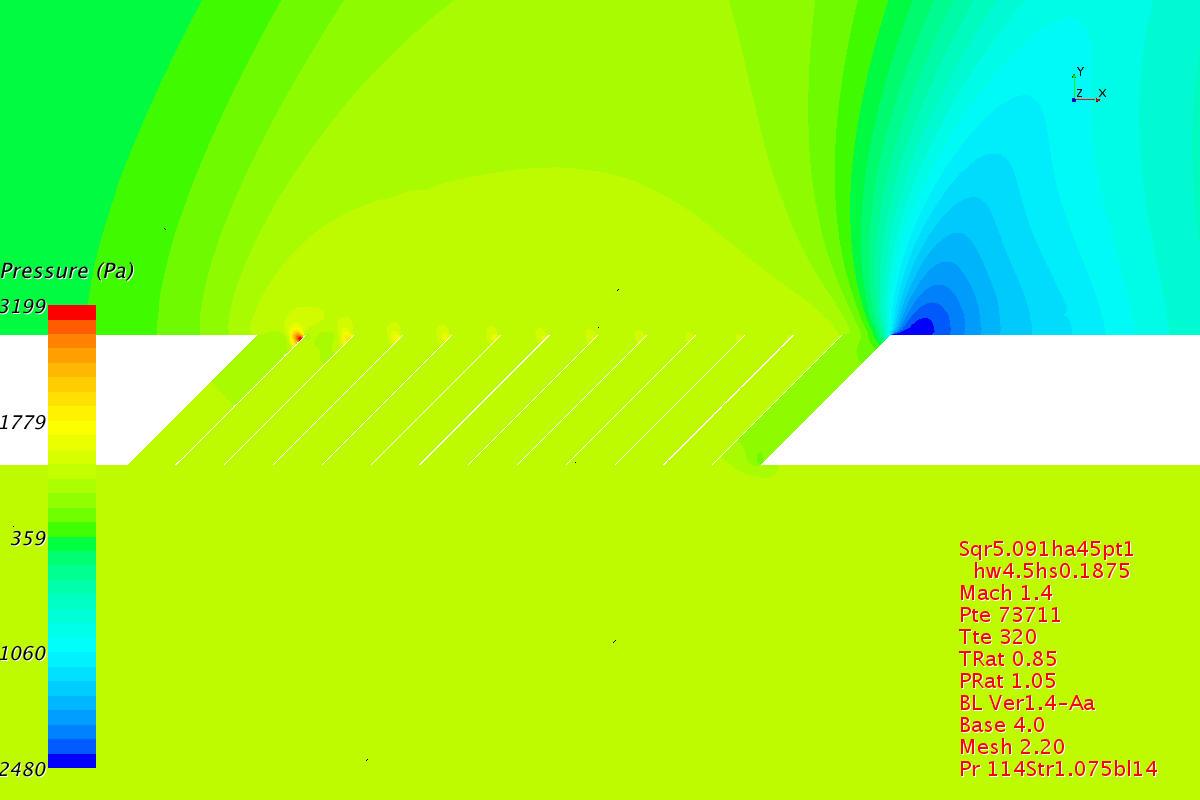 Y
Z X
Pressure (Pa)
3199
1779
359
1060
2480
Sqr5.091ha45pt1
hw4.5hs0.1875
Mach 1.4
Pte 73711
Tte 320
TRat 0.85
PRat 1.05
BL Ver1.4-Aa
Base 4.0
Mesh 2.20
Pr 114Str1.075bl14